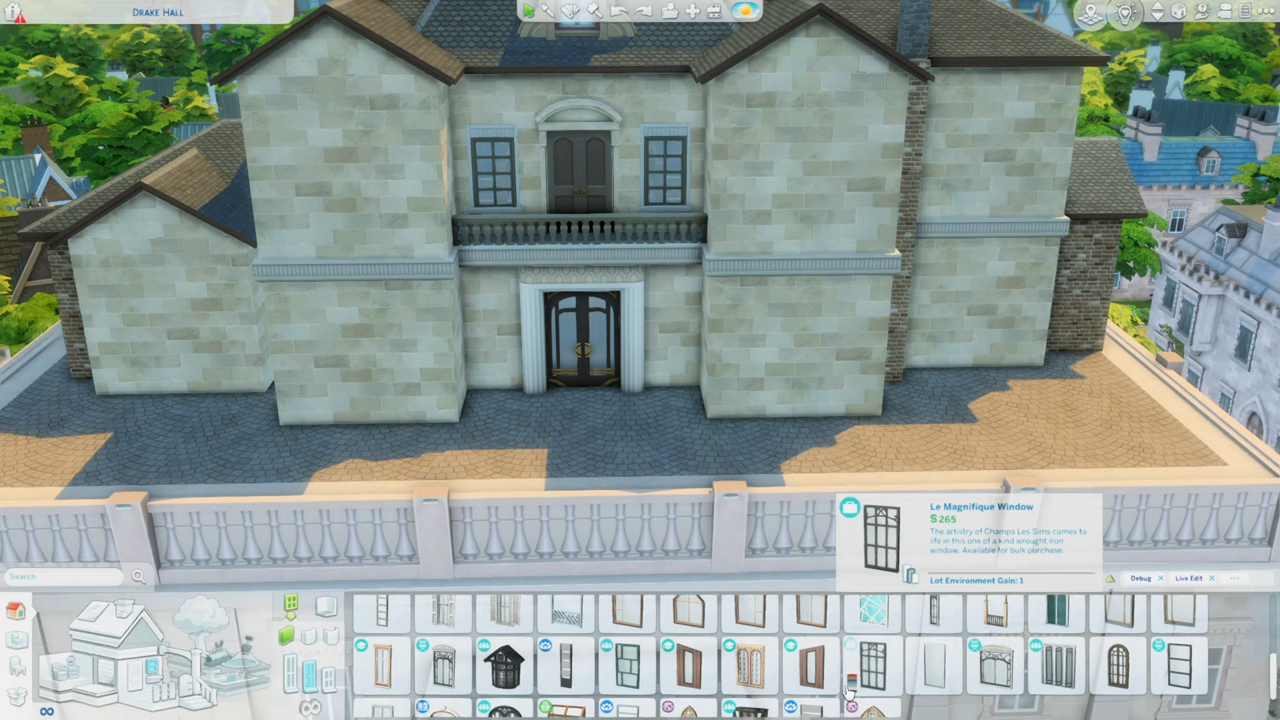 DRAKE HALL
Le Magnifique Window
$265
The artistry of Champs Les Sims comes to
life in this one of a kind wrought iron
window. Available for bulk purchase.
Lot Environment Gain: 1
Search
Debug
Live Edit